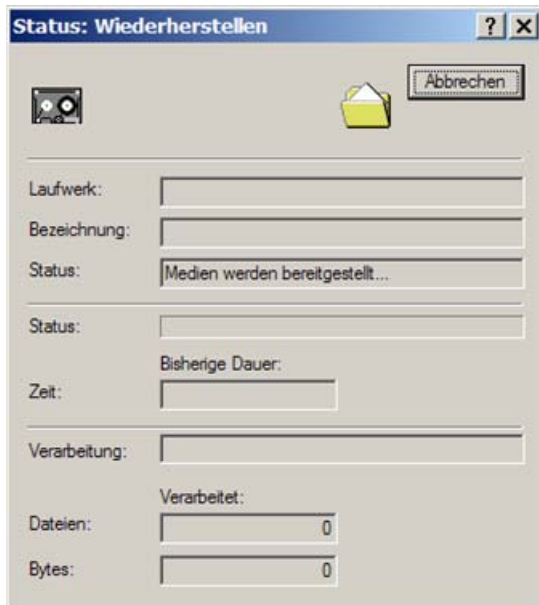 Status: Wiederherstellen
Abbrechen
Laufwerk:
Bezeichnung:
Status: Medien werden bereitgestellt...
Status:
Bisherige Dauer:
Zeit:
Verarbeitung:
Verarbeitet:
Dateien: 0
Bytes: 0